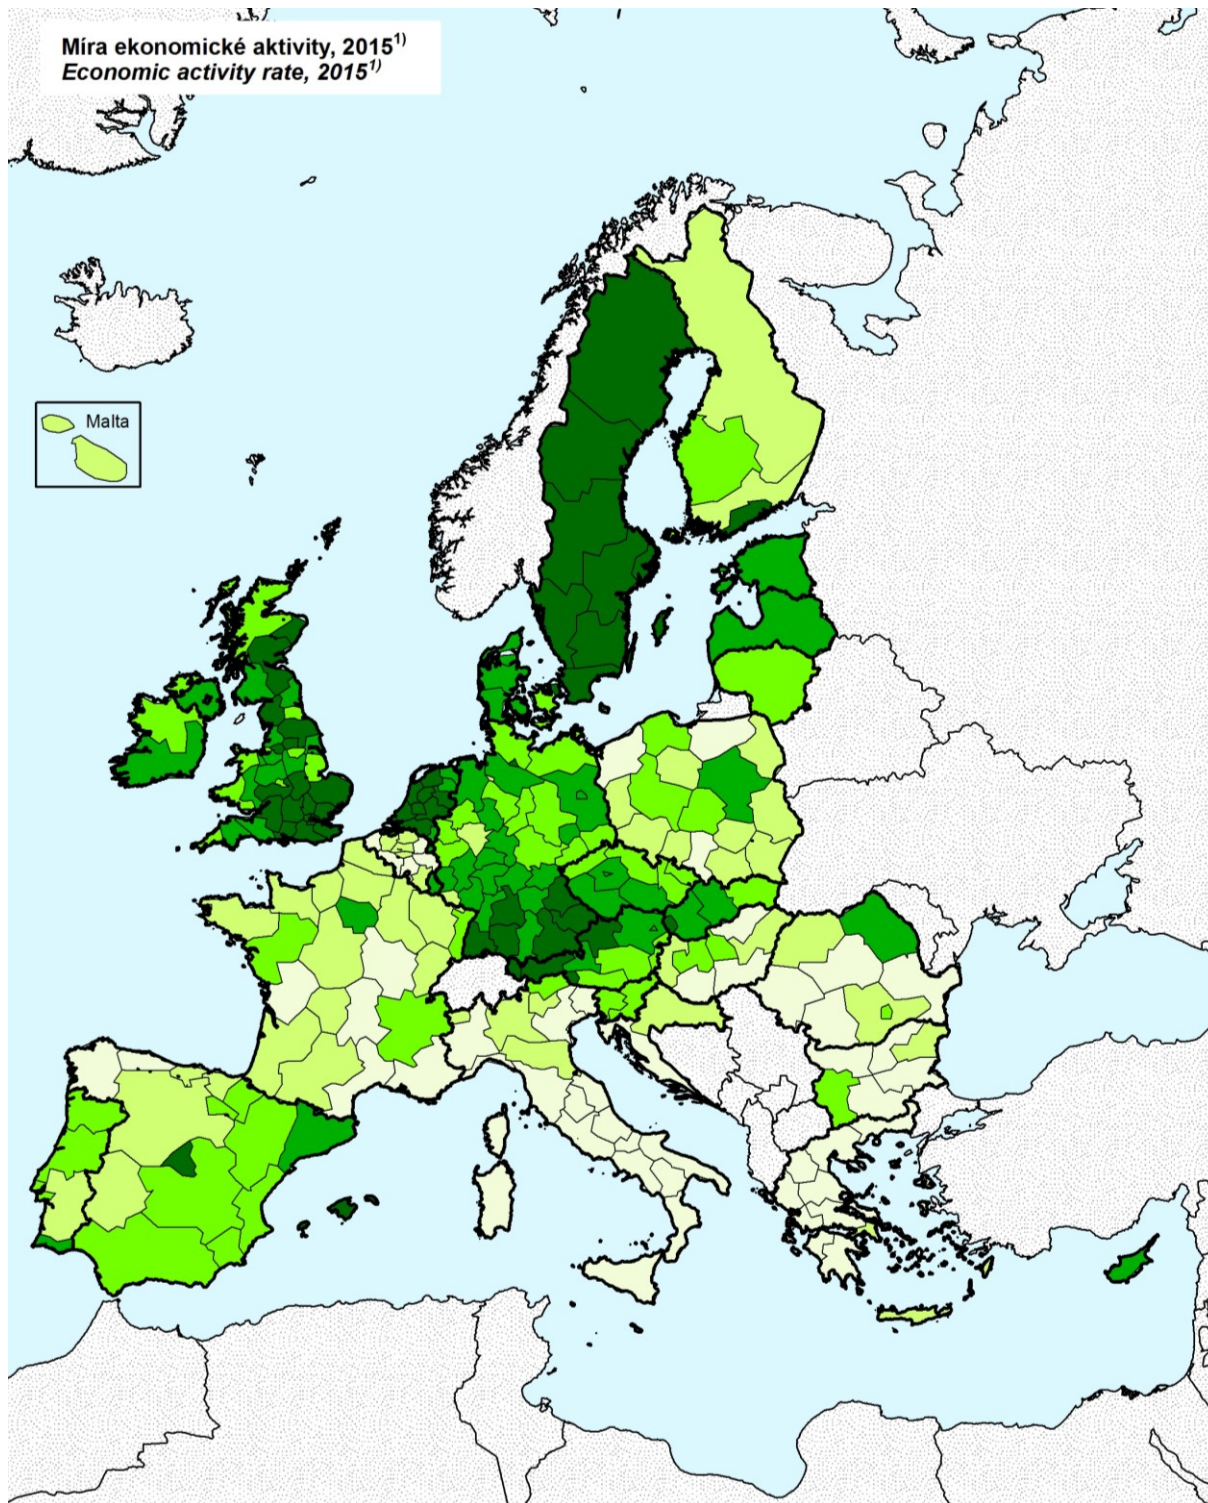 Míra ekonomické aktivity, 2015¹⁾
Economic activity rate, 2015¹⁾
Malta